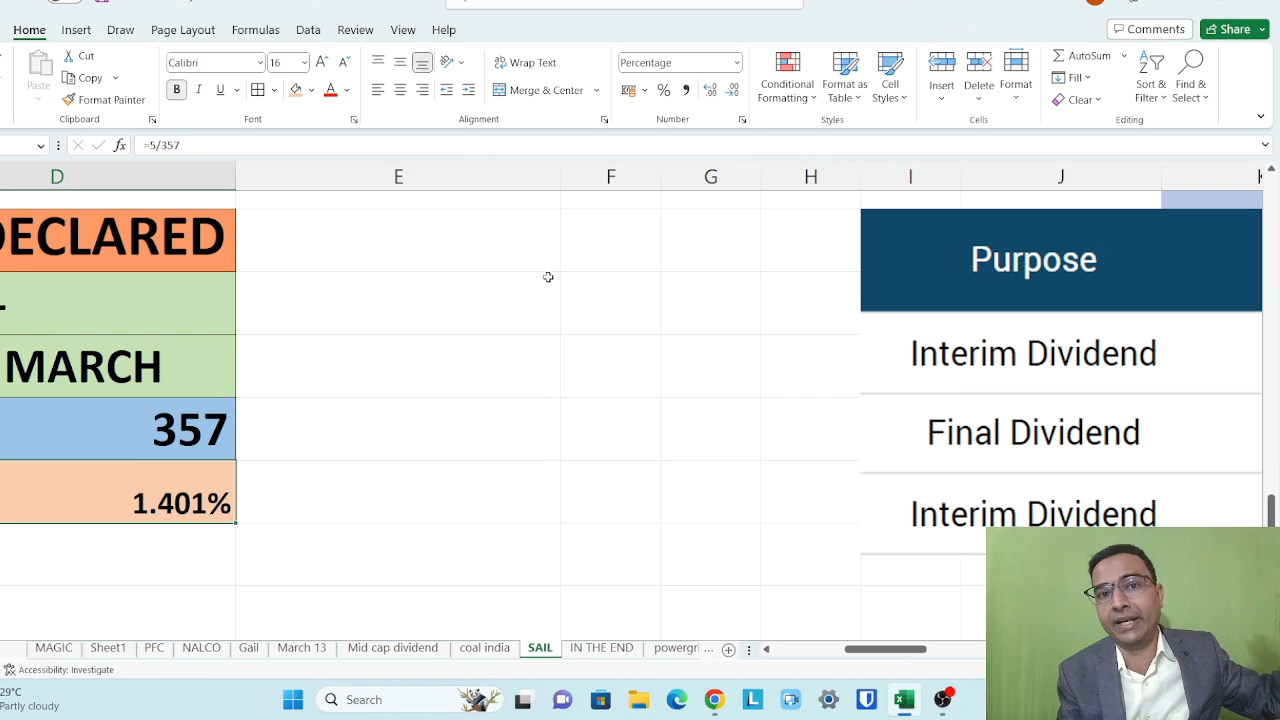 Home Insert Draw Page Layout Formulas Data Review View Help Comments Share
Cut
Copy
Format Painter
Paste
Clipboard
Calibri 16
B I U
Font
Wrap Text
Merge & Center
Alignment
Percentage
Number
Conditional Formatting
Format as Table
Cell Styles
Styles
Insert Delete Format
Cells
AutoSum
Fill
Clear
Sort & Filter
Find & Select
Editing
fx =5/357
D E F G H I J
DECLARED
MARCH
357
1.401%
Purpose
Interim Dividend
Final Dividend
Interim Dividend
MAGIC Sheet1 PFC NALCO Gail March 13 Mid cap dividend coal india SAIL IN THE END powergri ...
Accessibility: Investigate
29°C
Partly cloudy
Search